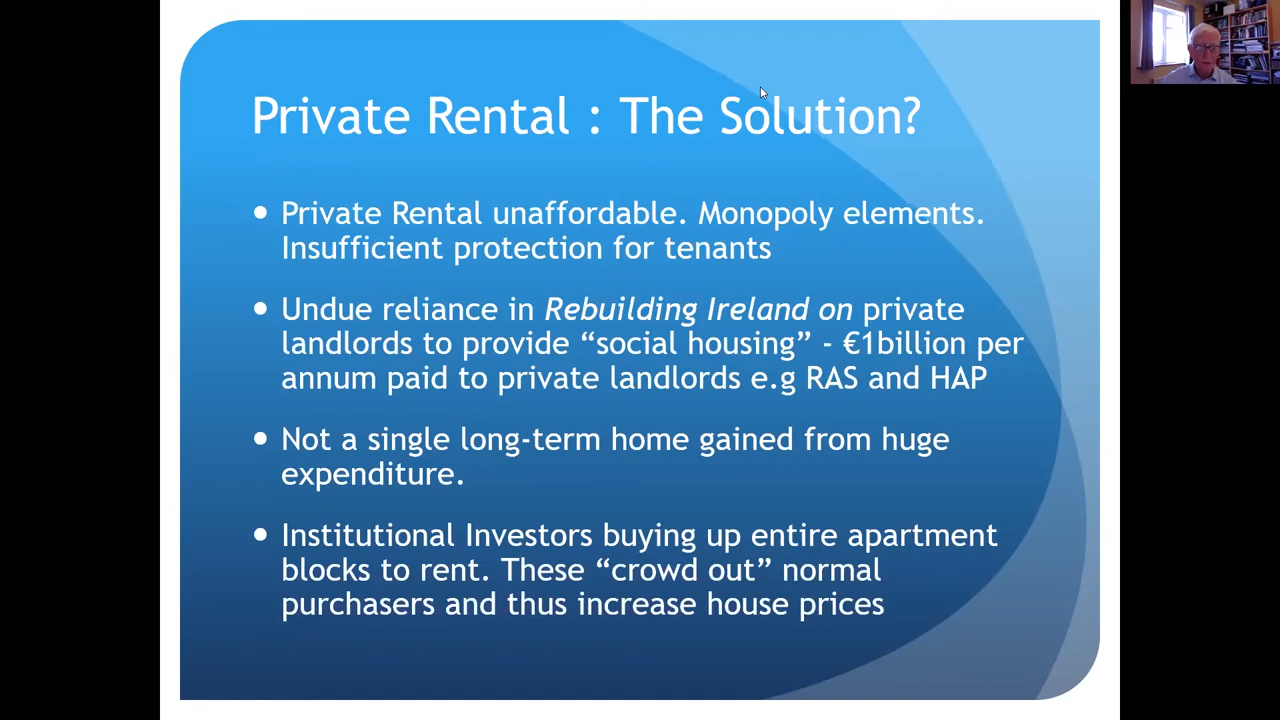 Private Rental : The Solution?
• Private Rental unaffordable. Monopoly elements.
Insufficient protection for tenants
• Undue reliance in Rebuilding Ireland on private
landlords to provide “social housing” - €1billion per
annum paid to private landlords e.g RAS and HAP
• Not a single long-term home gained from huge
expenditure.
• Institutional Investors buying up entire apartment
blocks to rent. These “crowd out” normal
purchasers and thus increase house prices